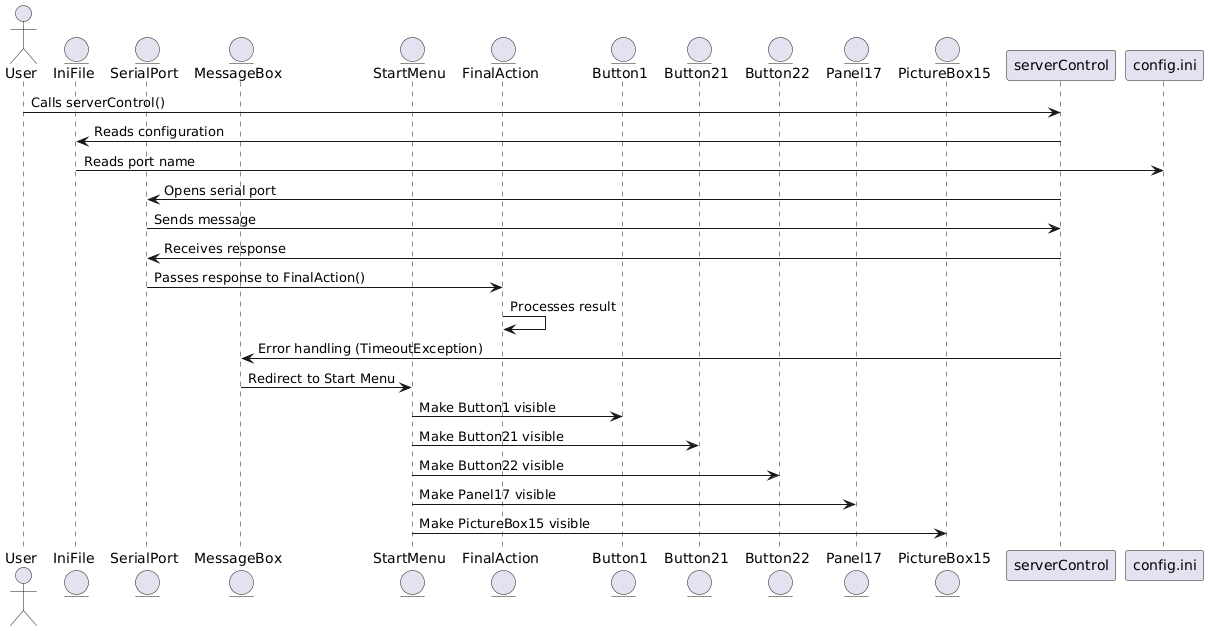 User IniFile SerialPort MessageBox StartMenu FinalAction Button1 Button21 Button22 Panel17 PictureBox15 serverControl config.ini
Calls serverControl()
Reads configuration
Reads port name
Opens serial port
Sends message
Receives response
Passes response to FinalAction()
Processes result
Error handling (TimeoutException)
Redirect to Start Menu
Make Button1 visible
Make Button21 visible
Make Button22 visible
Make Panel17 visible
Make PictureBox15 visible
User IniFile SerialPort MessageBox StartMenu FinalAction Button1 Button21 Button22 Panel17 PictureBox15 serverControl config.ini